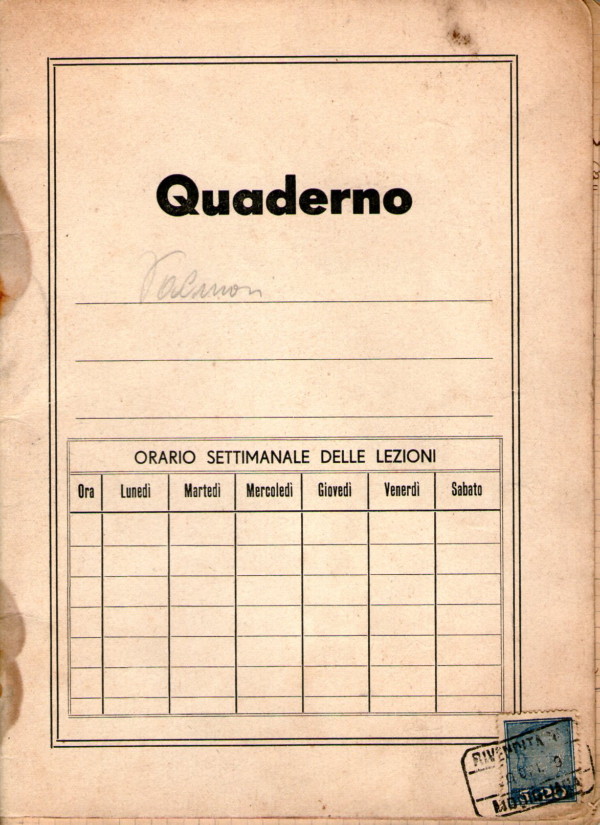 Quaderno
ORARIO SETTIMANALE DELLE LEZIONI
Ora Lunedì Martedì Mercoledì Giovedì Venerdì Sabato
RIVENDITA